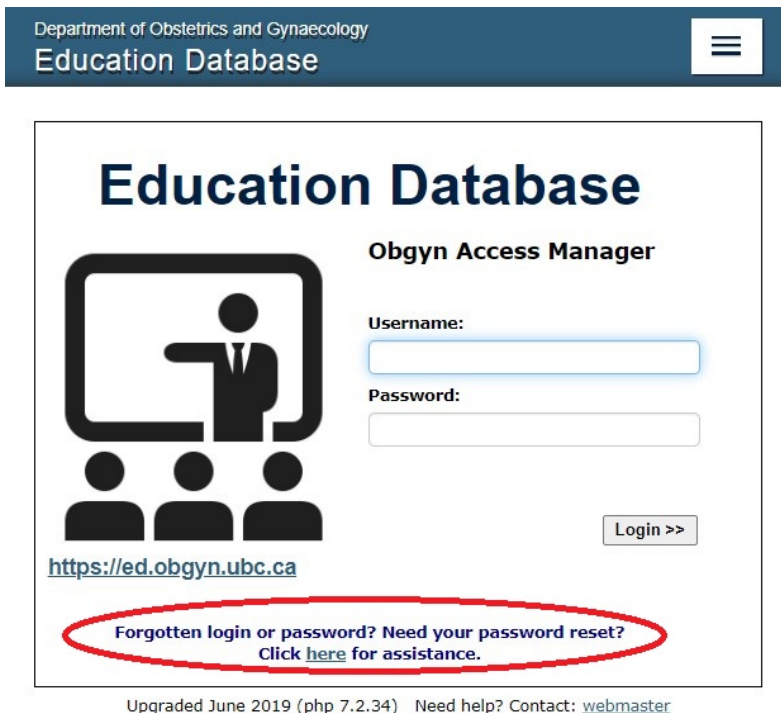 Department of Obstetrics and Gynaecology
Education Database
Education Database
Obgyn Access Manager
Username:
Password:
Login >>
https://ed.obgyn.ubc.ca
Forgotten login or password? Need your password reset?
Click here for assistance.
Upgraded June 2019 (php 7.2.34) Need help? Contact: webmaster